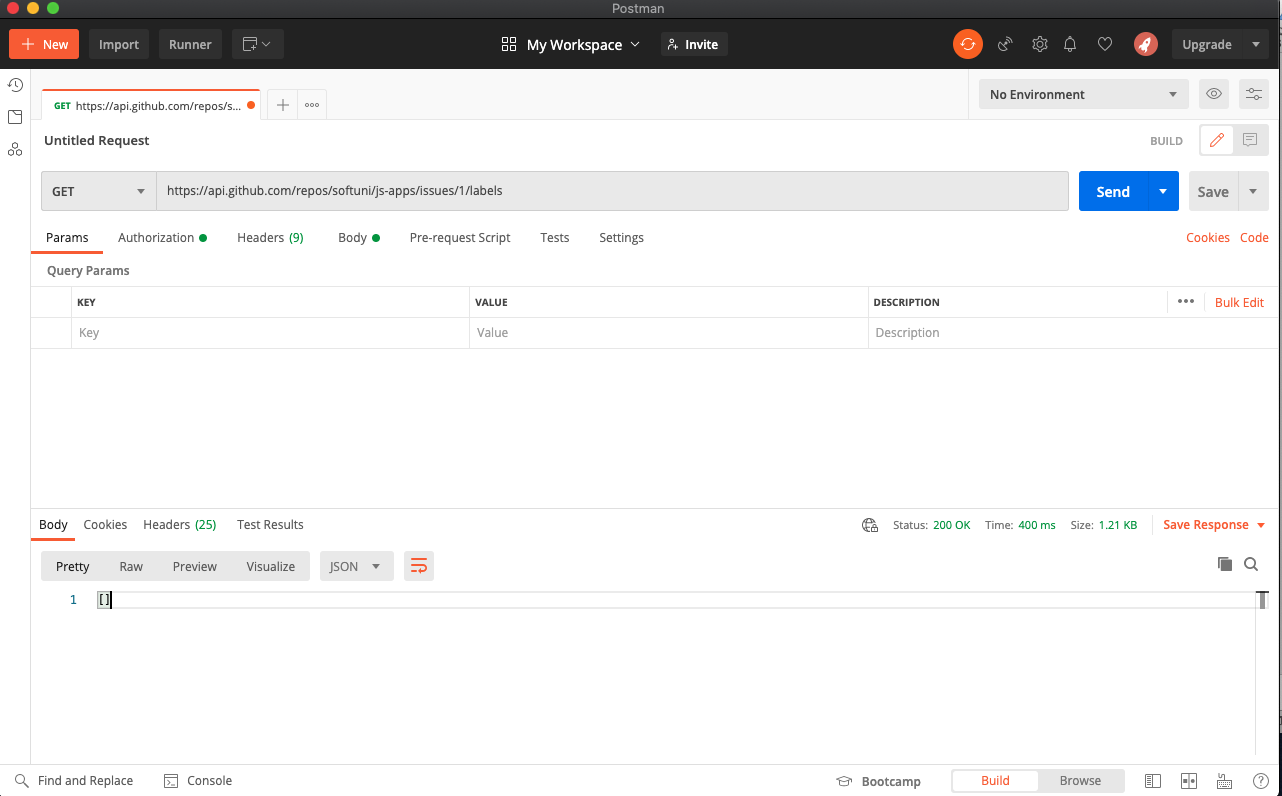 Postman
New Import Runner My Workspace Invite Upgrade
GET https://api.github.com/repos/s... No Environment
Untitled Request BUILD
GET https://api.github.com/repos/softuni/js-apps/issues/1/labels Send Save
Params Authorization Headers (9) Body Pre-request Script Tests Settings Cookies Code
Query Params
KEY VALUE DESCRIPTION Bulk Edit
Key Value Description
Body Cookies Headers (25) Test Results Status: 200 OK Time: 400 ms Size: 1.21 KB Save Response
Pretty Raw Preview Visualize JSON
1 []
Find and Replace Console Bootcamp Build Browse